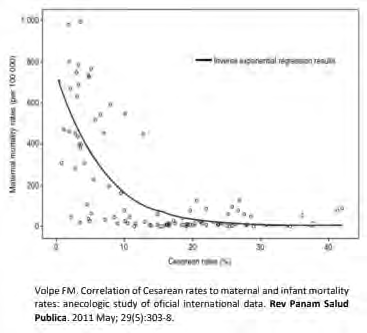 1 000
800
600
400
200
0
Maternal mortality rates (per 100 000)
Inverse exponential regression results
0 10 20 30 40
Cesarean rates (%)
Volpe FM. Correlation of Cesarean rates to maternal and infant mortality
rates: anecologic study of oficial international data. Rev Panam Salud
Publica. 2011 May; 29(5):303-8.